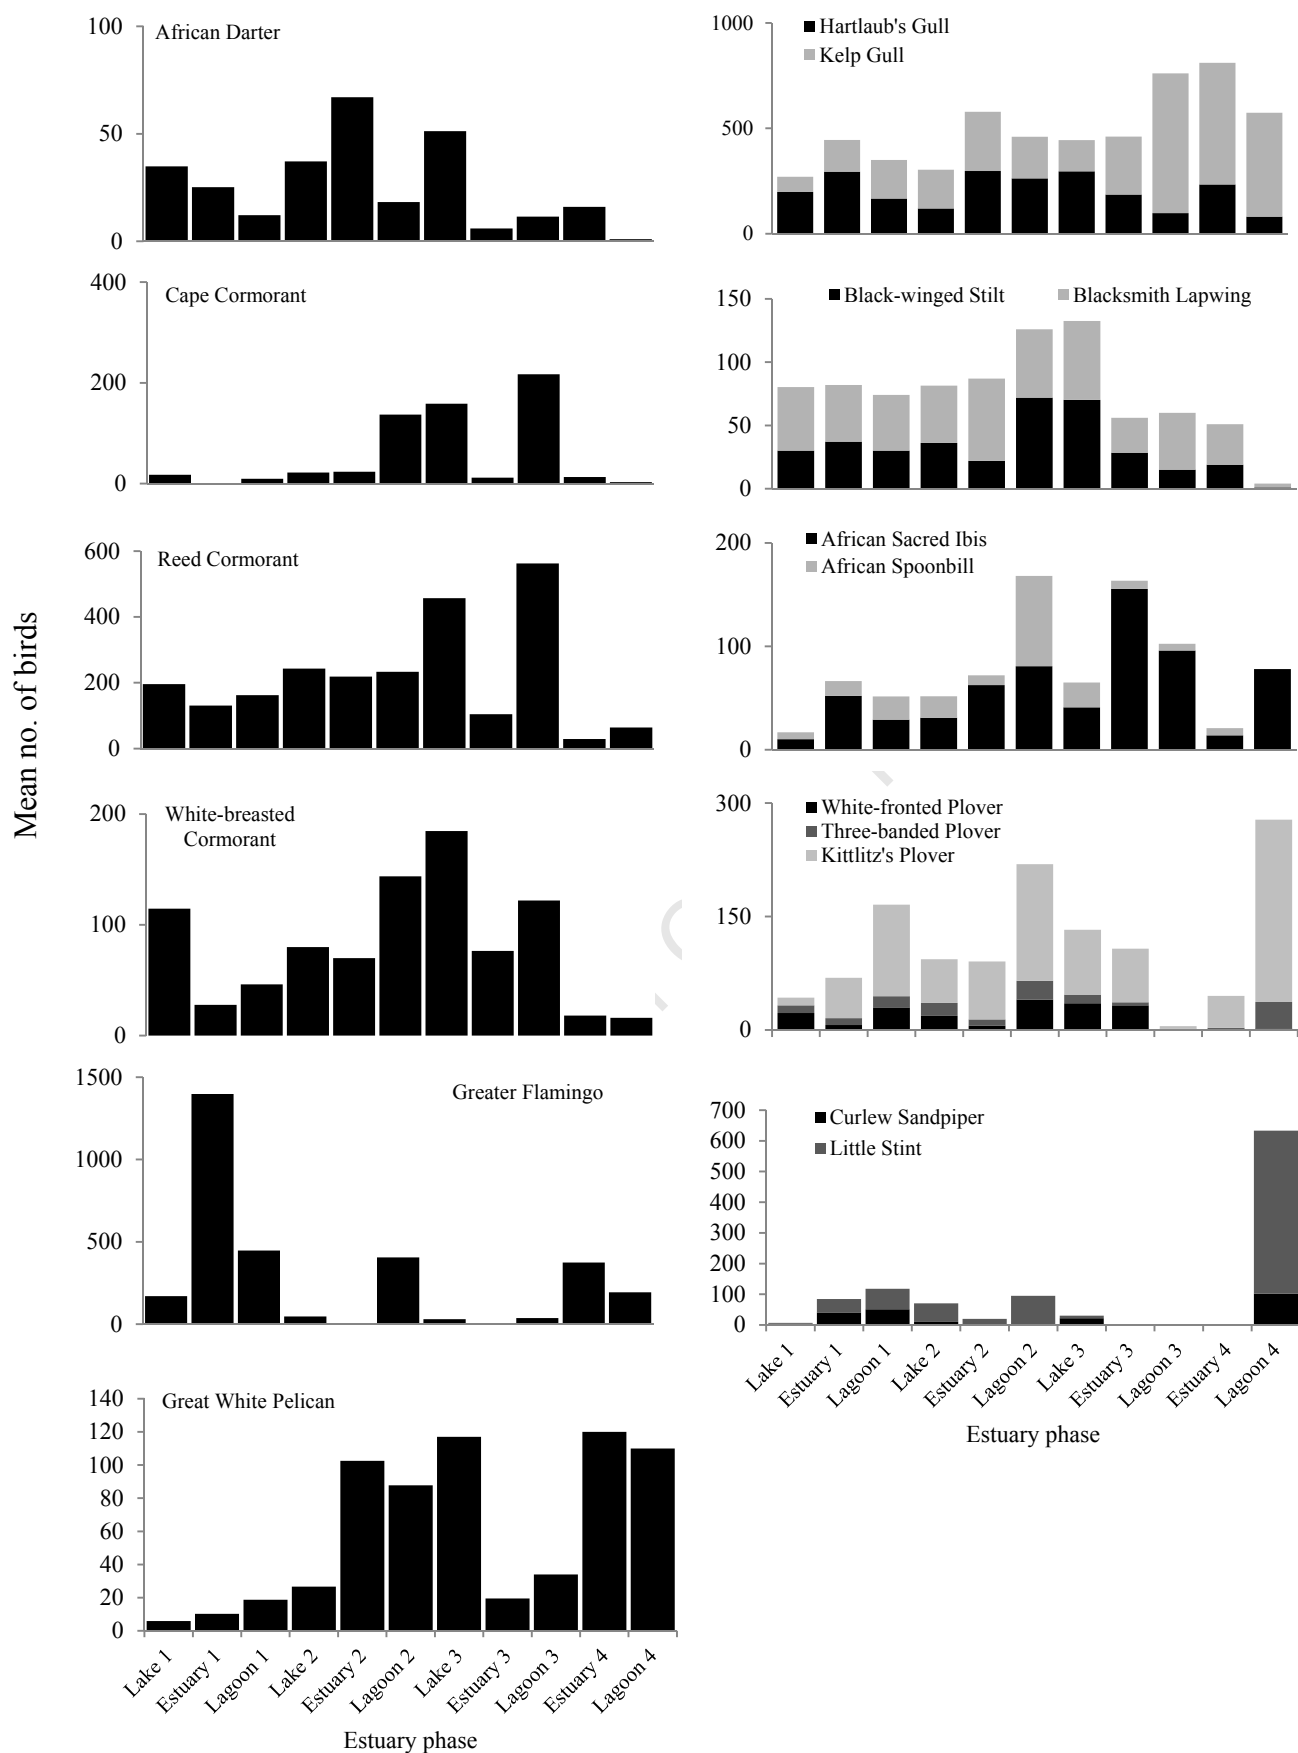 Mean no. of birds
African Darter
100
50
0
Cape Cormorant
400
200
0
Reed Cormorant
600
400
200
0
White-breasted
Cormorant
200
100
0
Greater Flamingo
1500
1000
500
0
Great White Pelican
140
120
100
80
60
40
20
0
Lake 1
Estuary 1
Lagoon 1
Lake 2
Estuary 2
Lagoon 2
Lake 3
Estuary 3
Lagoon 3
Estuary 4
Lagoon 4
Estuary phase
Hartlaub's Gull
Kelp Gull
1000
500
0
Black-winged Stilt Blacksmith Lapwing
150
100
50
0
African Sacred Ibis
African Spoonbill
200
100
0
White-fronted Plover
Three-banded Plover
Kittlitz's Plover
300
150
0
Curlew Sandpiper
Little Stint
700
600
500
400
300
200
100
0
Lake 1
Estuary 1
Lagoon 1
Lake 2
Estuary 2
Lagoon 2
Lake 3
Estuary 3
Lagoon 3
Estuary 4
Lagoon 4
Estuary phase